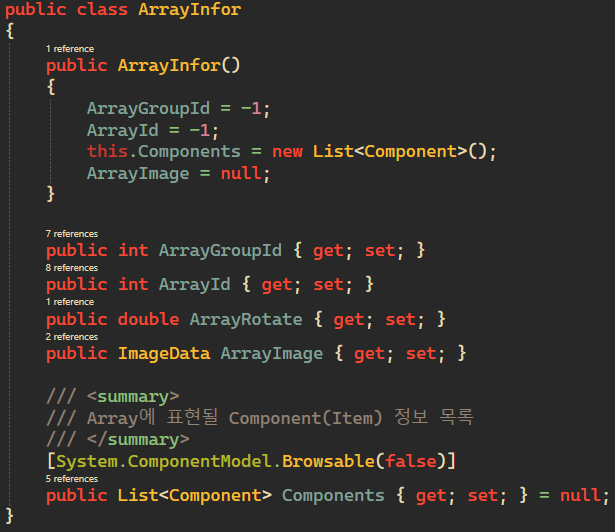 public class ArrayInfor
{
1 reference
public ArrayInfor()
{
ArrayGroupId = -1;
ArrayId = -1;
this.Components = new List<Component>();
ArrayImage = null;
}
7 references
public int ArrayGroupId { get; set; }
8 references
public int ArrayId { get; set; }
1 reference
public double ArrayRotate { get; set; }
2 references
public ImageData ArrayImage { get; set; }
/// <summary>
/// Array에 표현될 Component(Item) 정보 목록
/// </summary>
[System.ComponentModel.Browsable(false)]
5 references
public List<Component> Components { get; set; } = null;
}